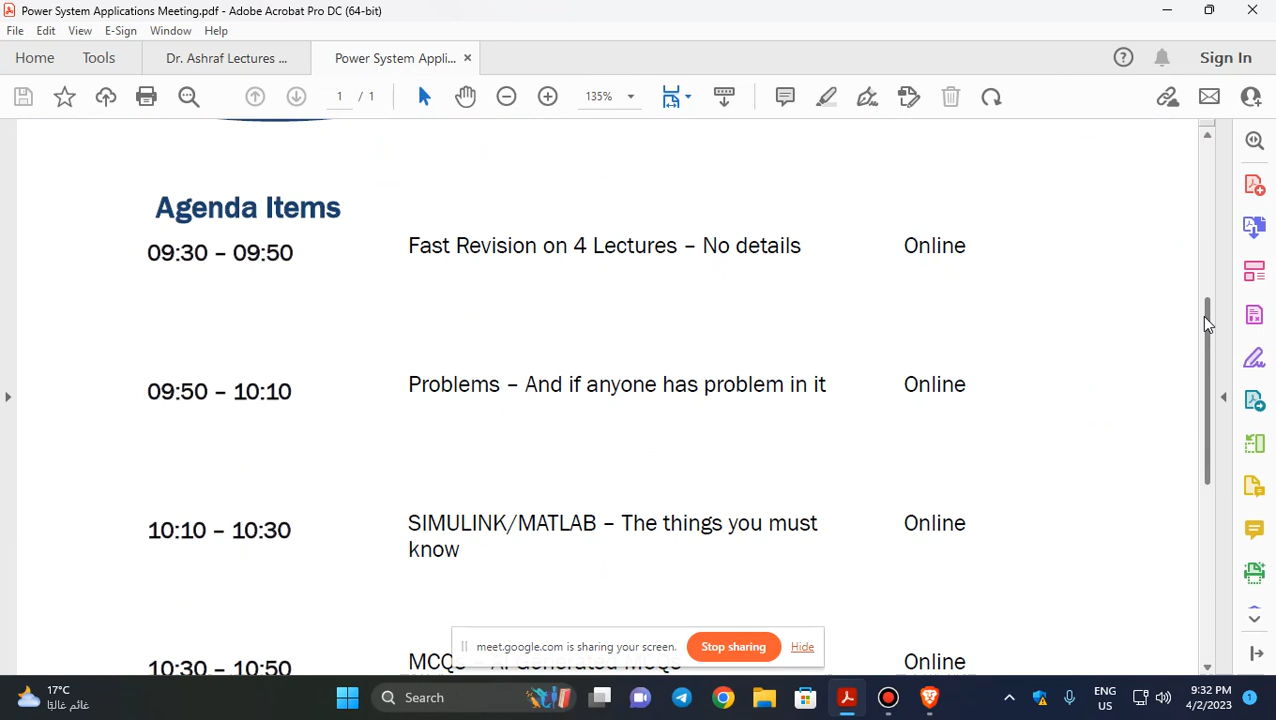 Power System Applications Meeting.pdf - Adobe Acrobat Pro DC (64-bit)
File Edit View E-Sign Window Help
Home Tools Dr. Ashraf Lectures ... Power System Appli... Sign In
1 / 1 135%
Agenda Items
09:30 – 09:50 Fast Revision on 4 Lectures – No details Online
09:50 – 10:10 Problems – And if anyone has problem in it Online
10:10 – 10:30 SIMULINK/MATLAB – The things you must know Online
meet.google.com is sharing your screen. Stop sharing Hide
10:30 – 10:50 MCQs – AI Generated MCQs Online
17°C
غائم غالبًا
Search
ENG
US
9:32 PM
4/2/2023
1